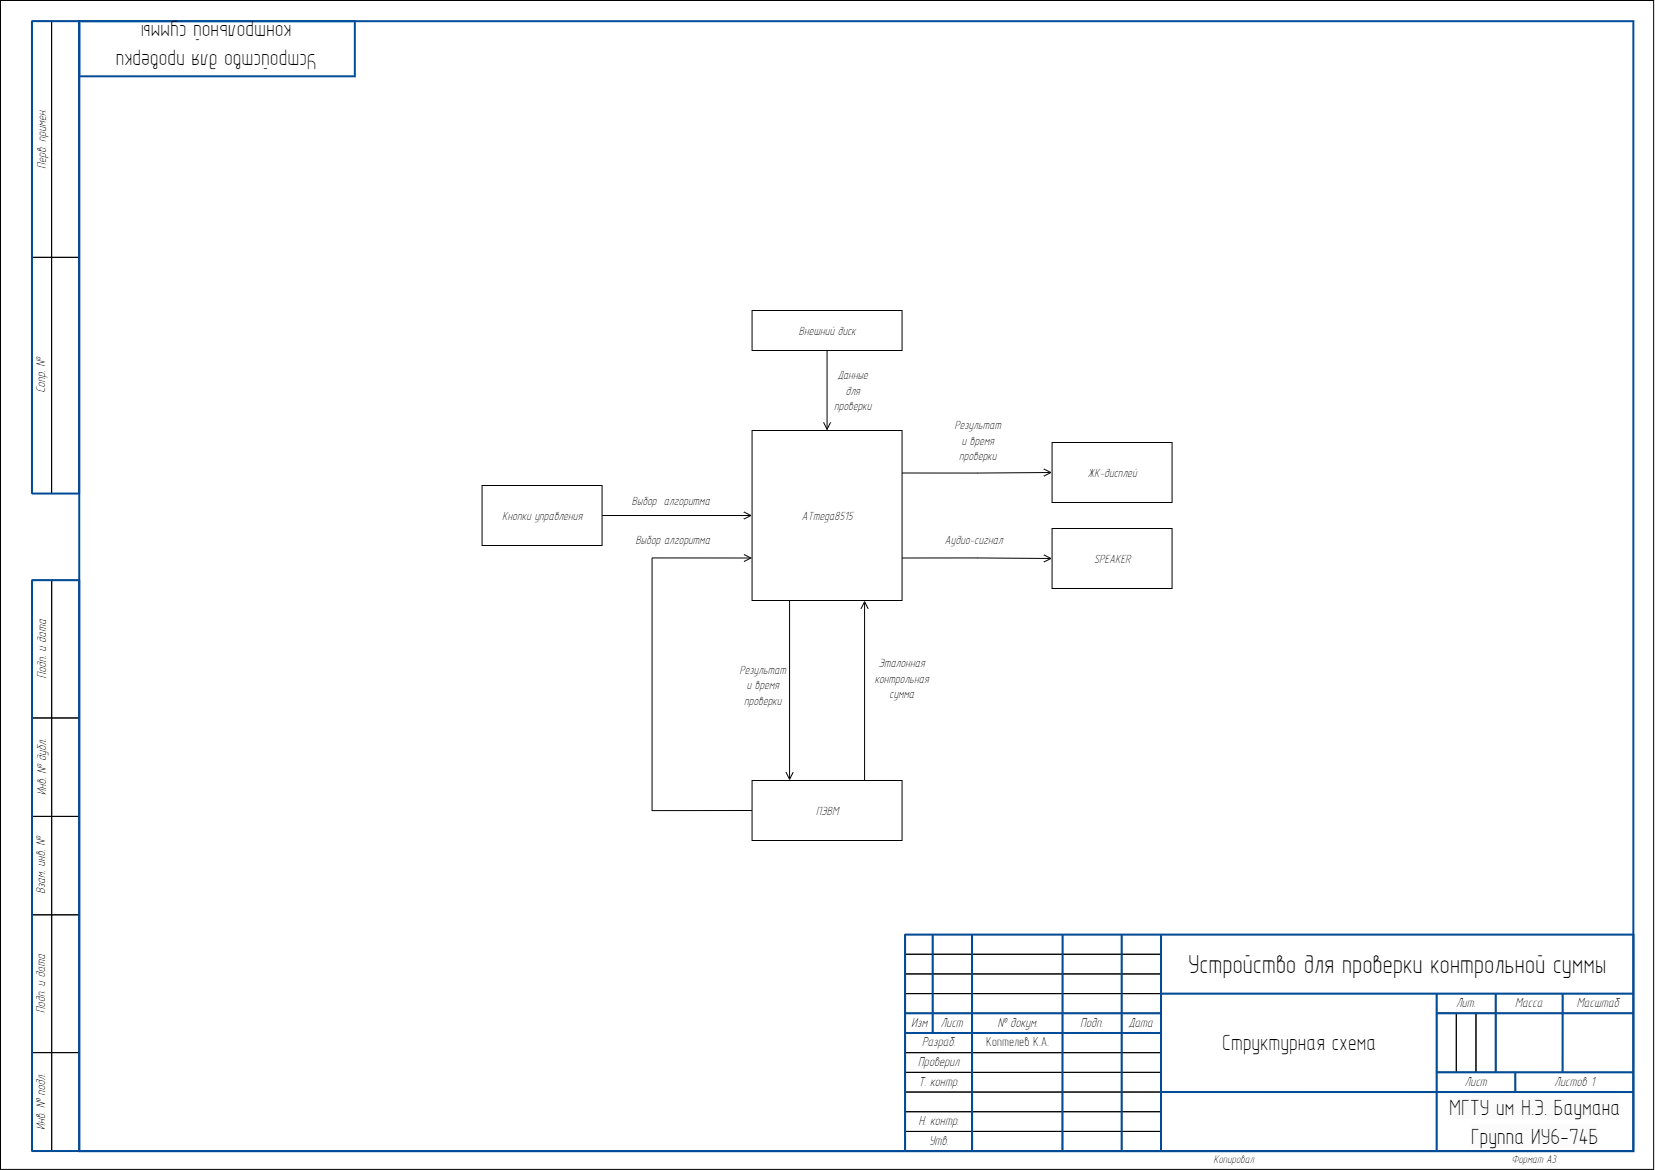 Устройство для проверки
контрольной суммы
Перв. примен.
Спр. №
Подп. и дата
Инв. № дубл.
Взам. инв. №
Подп. и дата
Инв. № подл.
Внешний диск
Данные
для
проверки
Результат
и время
проверки
ЖК-дисплей
Кнопки управления
Выбор алгоритма
ATmega8515
Выбор алгоритма
Аудио-сигнал
SPEAKER
Результат
и время
проверки
Эталонная
контрольная
сумма
ПЭВМ
Устройство для проверки контрольной суммы
Лит.
Масса
Масштаб
Изм
Лист
№ докум.
Подп.
Дата
Разраб.
Коптелев К.А.
Структурная схема
Проверил
Т. контр.
Лист
Листов 1
Н. контр.
Утв.
МГТУ им Н.Э. Баумана
Группа ИУ6-74Б
Копировал
Формат А3